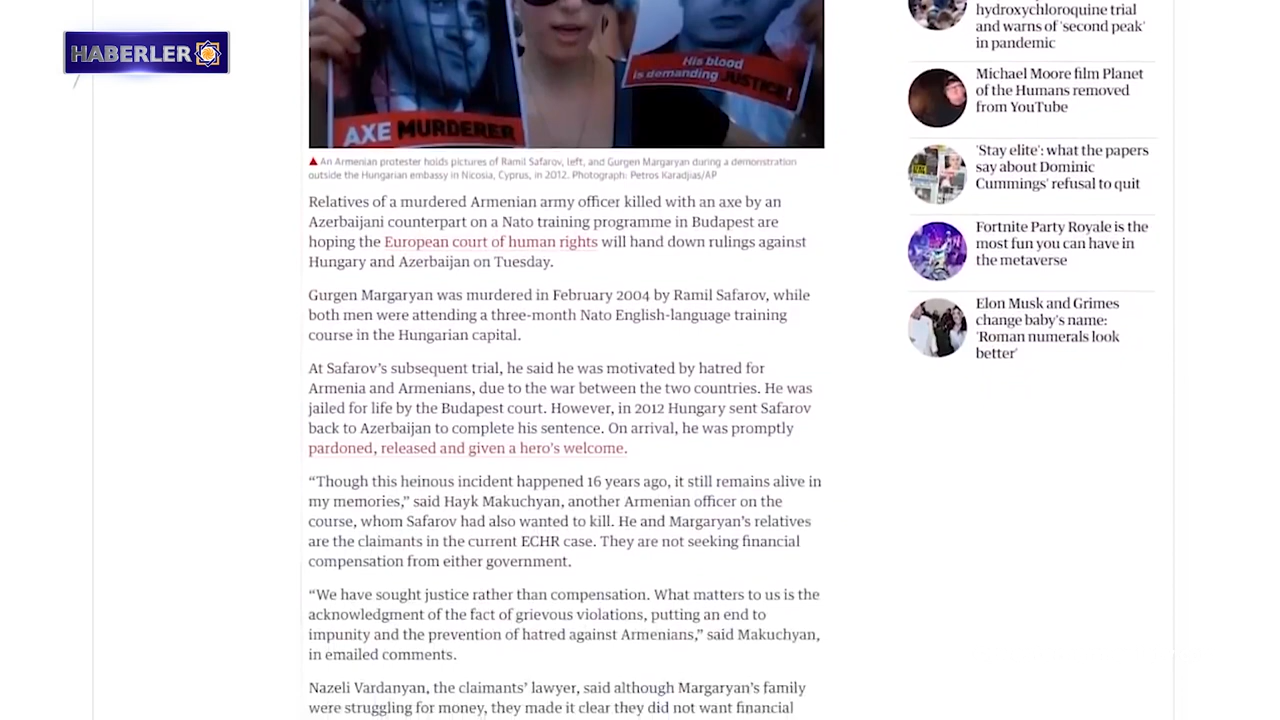 HABERLER
His blood
is demanding JUSTICE!
AXE MURDERER
An Armenian protester holds pictures of Ramil Safarov, left, and Gurgen Margaryan during a demonstration
outside the Hungarian embassy in Nicosia, Cyprus, in 2012. Photograph: Petros Karadjias/AP
Relatives of a murdered Armenian army officer killed with an axe by an
Azerbaijani counterpart on a Nato training programme in Budapest are
hoping the European court of human rights will hand down rulings against
Hungary and Azerbaijan on Tuesday.
Gurgen Margaryan was murdered in February 2004 by Ramil Safarov, while
both men were attending a three-month Nato English-language training
course in the Hungarian capital.
At Safarov's subsequent trial, he said he was motivated by hatred for
Armenia and Armenians, due to the war between the two countries. He was
jailed for life by the Budapest court. However, in 2012 Hungary sent Safarov
back to Azerbaijan to complete his sentence. On arrival, he was promptly
pardoned, released and given a hero's welcome.
“Though this heinous incident happened 16 years ago, it still remains alive in
my memories,” said Hayk Makuchyan, another Armenian officer on the
course, whom Safarov had also wanted to kill. He and Margaryan's relatives
are the claimants in the current ECHR case. They are not seeking financial
compensation from either government.
“We have sought justice rather than compensation. What matters to us is the
acknowledgment of the fact of grievous violations, putting an end to
impunity and the prevention of hatred against Armenians,” said Makuchyan,
in emailed comments.
Nazeli Vardanyan, the claimants' lawyer, said although Margaryan's family
were struggling for money, they made it clear they did not want financial
hydroxychloroquine trial
and warns of 'second peak'
in pandemic
Michael Moore film Planet
of the Humans removed
from YouTube
'Stay elite': what the papers
say about Dominic
Cummings' refusal to quit
Fortnite Party Royale is the
most fun you can have in
the metaverse
Elon Musk and Grimes
change baby's name:
'Roman numerals look
better'